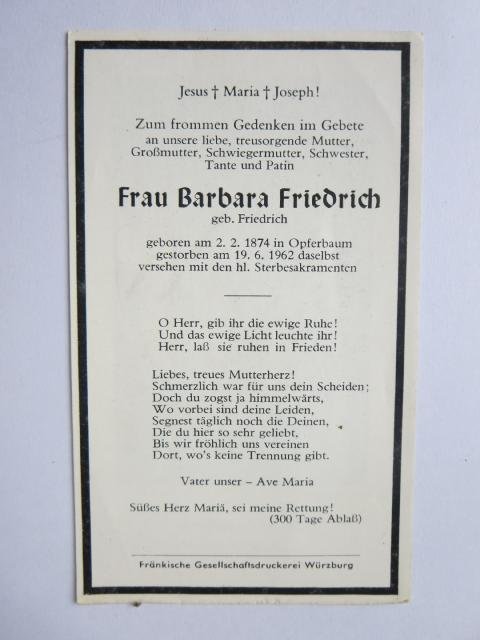 Jesus † Maria † Joseph!
Zum frommen Gedenken im Gebete
an unsere liebe, treusorgende Mutter,
Großmutter, Schwiegermutter, Schwester,
Tante und Patin
Frau Barbara Friedrich
geb. Friedrich
geboren am 2. 2. 1874 in Opferbaum
gestorben am 19. 6. 1962 daselbst
versehen mit den hl. Sterbesakramenten
O Herr, gib ihr die ewige Ruhe!
Und das ewige Licht leuchte ihr!
Herr, laß sie ruhen in Frieden!
Liebes, treues Mutterherz!
Schmerzlich war für uns dein Scheiden;
Doch du zogst ja himmelwärts,
Wo vorbei sind deine Leiden,
Segnest täglich noch die Deinen,
Die du hier so sehr geliebt,
Bis wir fröhlich uns vereinen
Dort, wo's keine Trennung gibt.
Vater unser – Ave Maria
Süßes Herz Mariä, sei meine Rettung!
(300 Tage Ablaß)
Fränkische Gesellschaftsdruckerei Würzburg